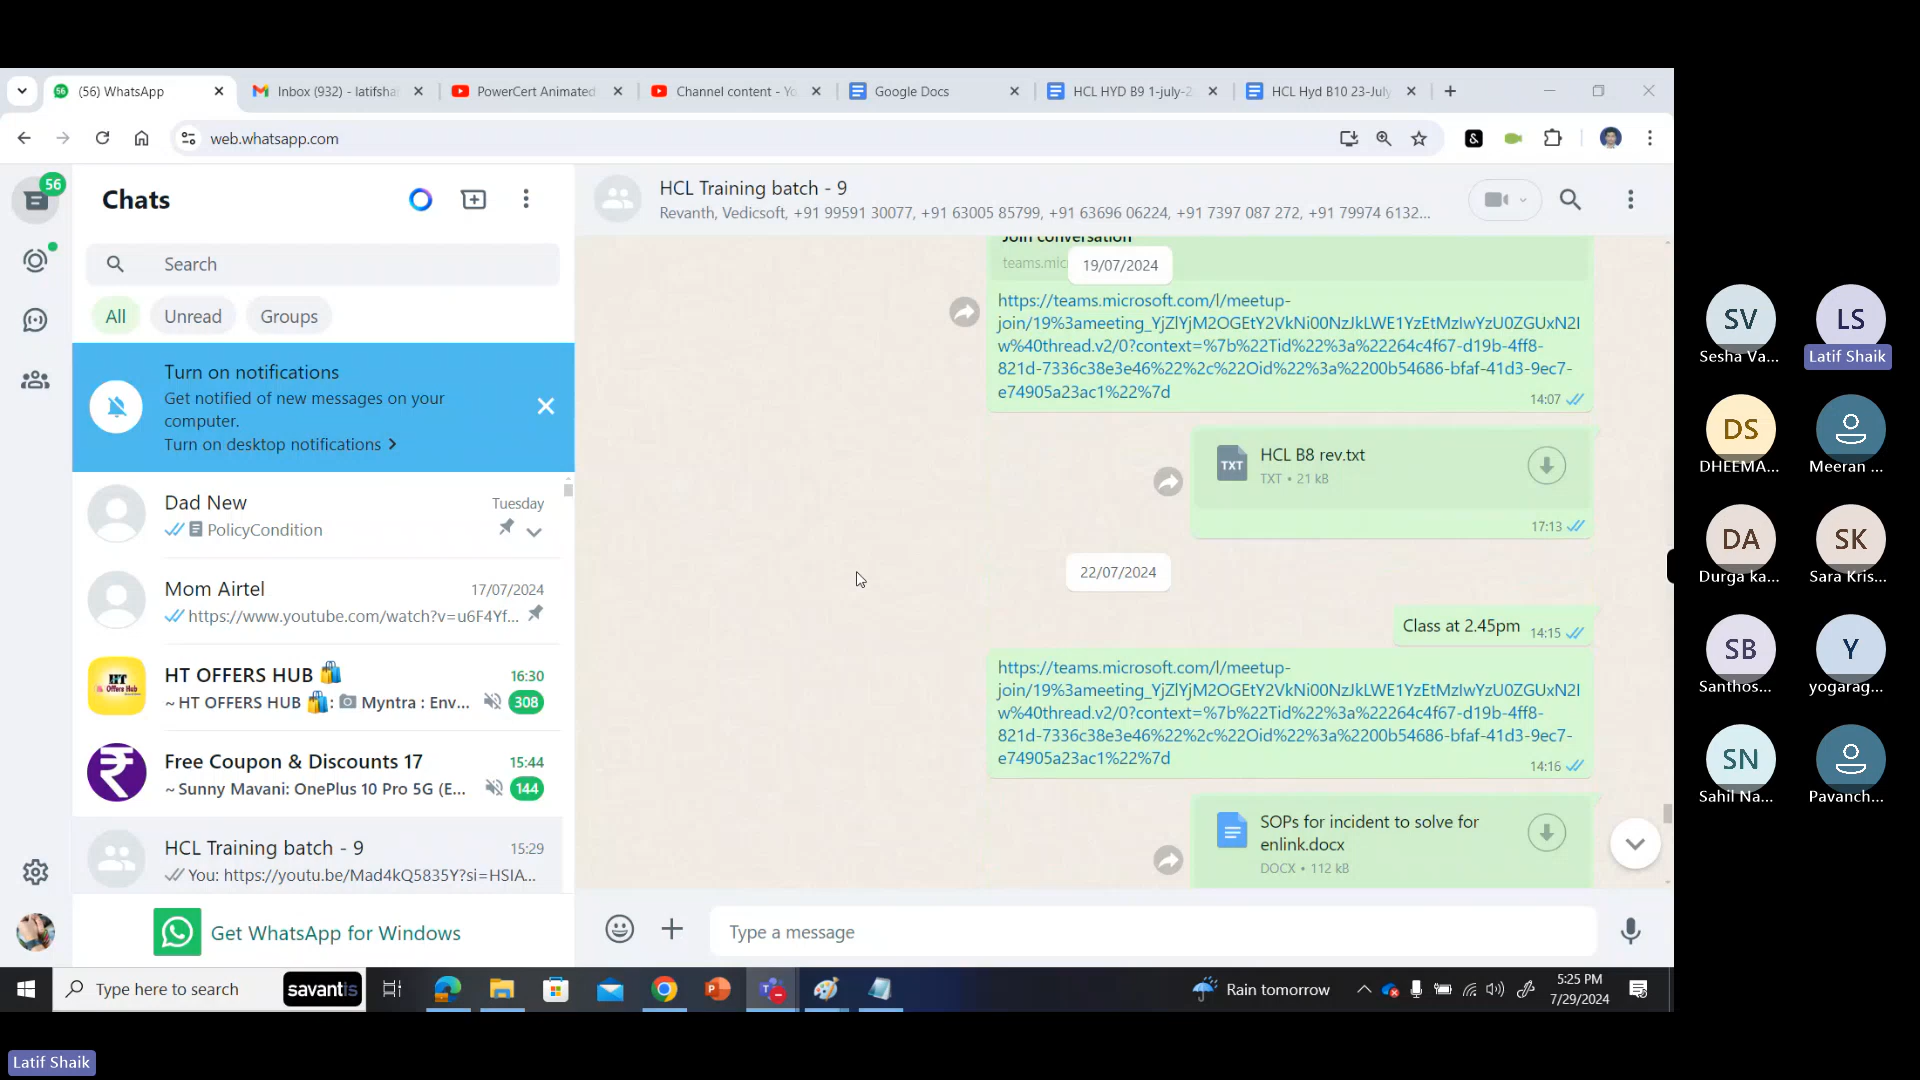 56
(56) WhatsApp
Inbox (932) - latifsha
PowerCert Animated
Channel content - Yo
Google Docs
HCL HYD B9 1-july-2
HCL Hyd B10 23-July
web.whatsapp.com
56
Chats
Search
All
Unread
Groups
Turn on notifications
Get notified of new messages on your
computer.
Turn on desktop notifications
Dad New
Tuesday
PolicyCondition
Mom Airtel
17/07/2024
https://www.youtube.com/watch?v=u6F4Yf...
HT
Offers Hub
HT OFFERS HUB
16:30
~ HT OFFERS HUB : Myntra : Env...
308
Free Coupon & Discounts 17
15:44
~ Sunny Mavani: OnePlus 10 Pro 5G (E...
144
HCL Training batch - 9
15:29
You: https://youtu.be/Mad4kQ5835Y?si=HSIA...
Get WhatsApp for Windows
HCL Training batch - 9
Revanth, Vedicsoft, +91 99591 30077, +91 63005 85799, +91 63696 06224, +91 7397 087 272, +91 79974 6132...
Join conversation
teams.mic
19/07/2024
https://teams.microsoft.com/l/meetup-
join/19%3ameeting_YjZlYjM2OGEtY2VkNi00NzJkLWE1YzEtMzIwYzU0ZGUxN2I
w%40thread.v2/0?context=%7b%22Tid%22%3a%22264c4f67-d19b-4ff8-
821d-7336c38e3e46%22%2c%22Oid%22%3a%2200b54686-bfaf-41d3-9ec7-
e74905a23ac1%22%7d
14:07
TXT
HCL B8 rev.txt
TXT • 21 kB
17:13
22/07/2024
Class at 2.45pm
14:15
https://teams.microsoft.com/l/meetup-
join/19%3ameeting_YjZlYjM2OGEtY2VkNi00NzJkLWE1YzEtMzIwYzU0ZGUxN2I
w%40thread.v2/0?context=%7b%22Tid%22%3a%22264c4f67-d19b-4ff8-
821d-7336c38e3e46%22%2c%22Oid%22%3a%2200b54686-bfaf-41d3-9ec7-
e74905a23ac1%22%7d
14:16
SOPs for incident to solve for
enlink.docx
DOCX • 112 kB
Type a message
Type here to search
savantis
Rain tomorrow
5:25 PM
7/29/2024
SV
Sesha Va...
LS
Latif Shaik
DS
DHEEMA...
Meeran ...
DA
Durga ka...
SK
Sara Kris...
SB
Santhos...
Y
yogarag...
SN
Sahil Na...
Pavanch...
Latif Shaik